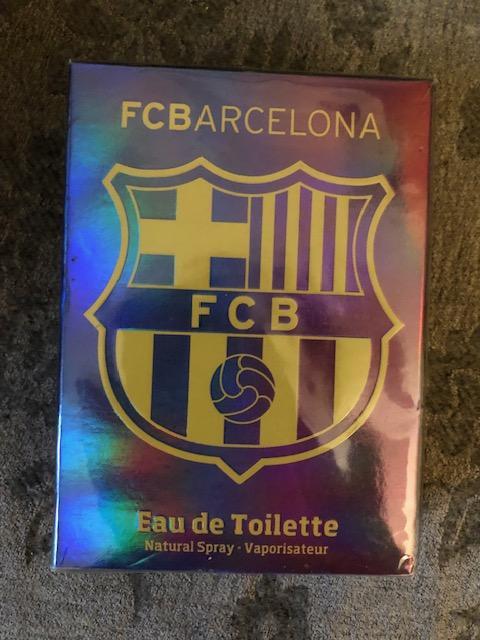 FCBARCELONA
FCB
Eau de Toilette
Natural Spray · Vaporisateur